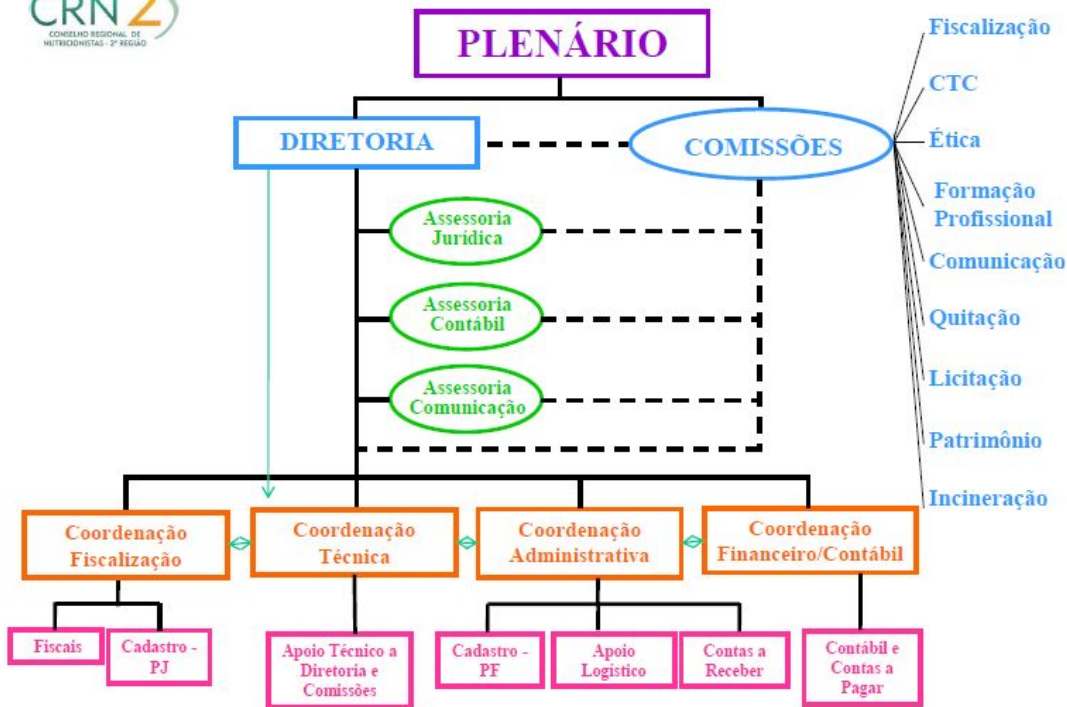 CRN2
CONSELHO REGIONAL DE
NUTRICIONISTAS - 2ª REGIÃO
PLENÁRIO
DIRETORIA
COMISSÕES
Fiscalização
CTC
Ética
Formação
Profissional
Comunicação
Quitação
Licitação
Patrimônio
Incineração
Assessoria
Jurídica
Assessoria
Contábil
Assessoria
Comunicação
Coordenação
Fiscalização
Coordenação
Técnica
Coordenação
Administrativa
Coordenação
Financeiro/Contábil
Fiscais
Cadastro -
PJ
Apoio Técnico a
Diretoria e
Comissões
Cadastro -
PF
Apoio
Logístico
Contas a
Receber
Contábil e
Contas a
Pagar